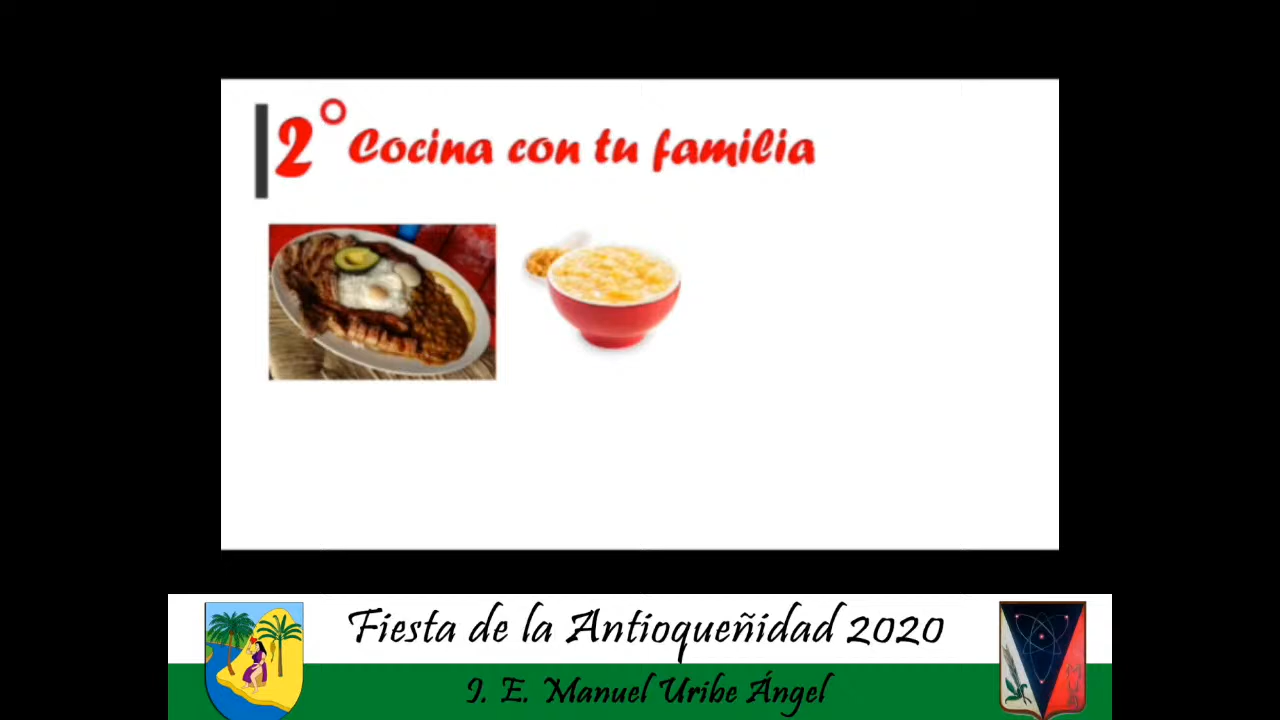 2° Cocina con tu familia
Fiesta de la Antioqueñidad 2020
I. E. Manuel Uribe Ángel